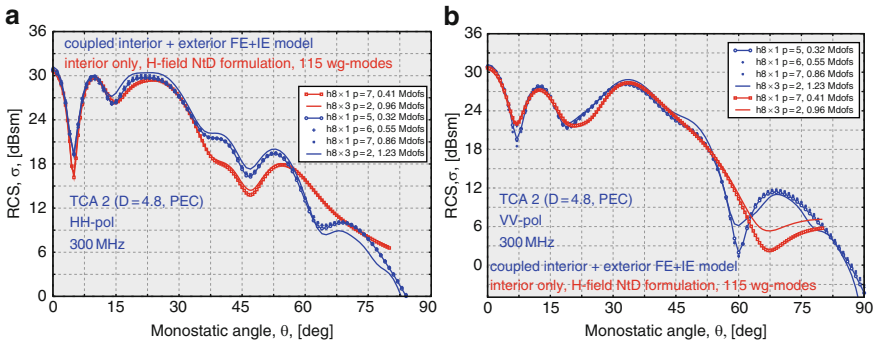 a
36
30
24
18
12
6
0
RCS, σ, [dBsm]
coupled interior + exterior FE+IE model
interior only, H-field NtD formulation, 115 wg-modes
h8×1 p=7, 0.41 Mdofs
h8×3 p=2, 0.96 Mdofs
h8×1 p=5, 0.32 Mdofs
h8×1 p=6, 0.55 Mdofs
h8×1 p=7, 0.86 Mdofs
h8×3 p=2, 1.23 Mdofs
TCA 2 (D=4.8, PEC)
HH-pol
300 MHz
0 15 30 45 60 75 90
Monostatic angle, θ, [deg]
b
36
30
24
18
12
6
0
RCS, σ, [dBsm]
h8×1 p=5, 0.32 Mdofs
h8×1 p=6, 0.55 Mdofs
h8×1 p=7, 0.86 Mdofs
h8×3 p=2, 1.23 Mdofs
h8×1 p=7, 0.41 Mdofs
h8×3 p=2, 0.96 Mdofs
TCA 2 (D=4.8, PEC)
VV-pol
300 MHz
coupled interior + exterior FE+IE model
interior only, H-field NtD formulation, 115 wg-modes
0 15 30 45 60 75 90
Monostatic angle, θ, [deg]